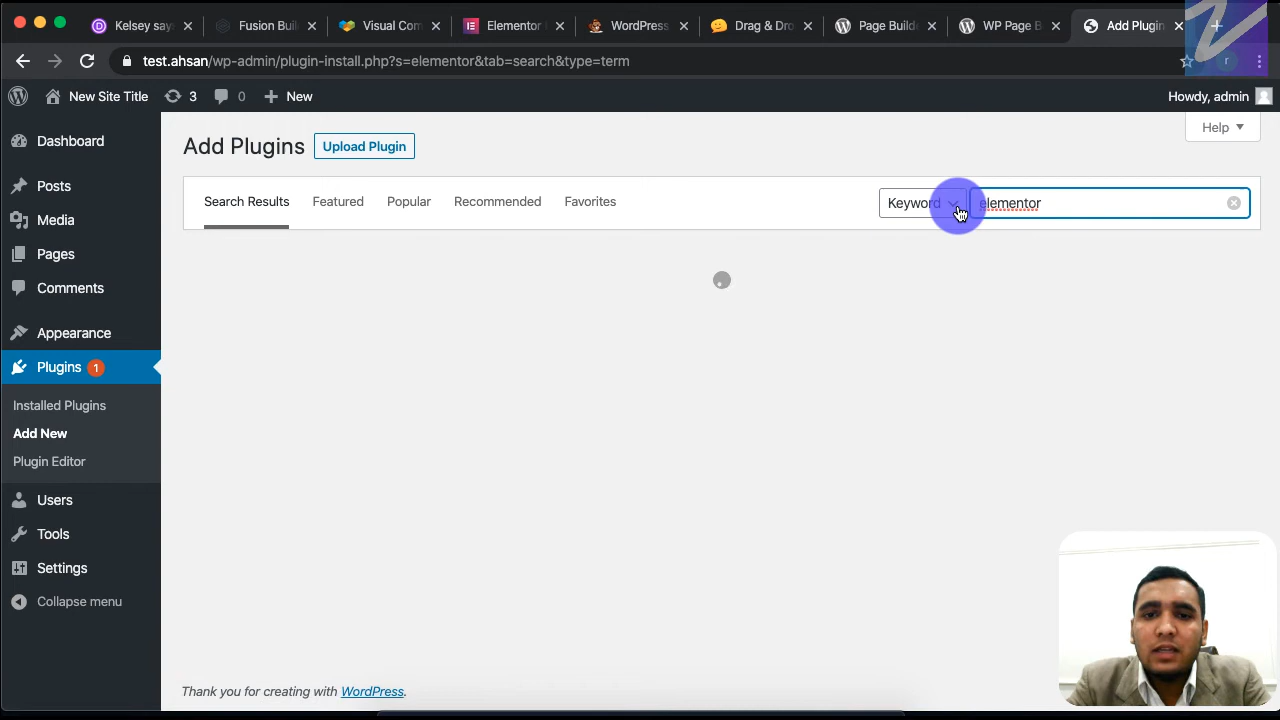 Kelsey say
Fusion Buil
Visual Com
Elementor
WordPress
Drag & Dro
Page Builde
WP Page B
Add Plugin
test.ahsan/wp-admin/plugin-install.php?s=elementor&tab=search&type=term
r
New Site Title
3
0
New
Howdy, admin
Dashboard
Posts
Media
Pages
Comments
Appearance
Plugins 1
Installed Plugins
Add New
Plugin Editor
Users
Tools
Settings
Collapse menu
Help
Add Plugins
Upload Plugin
Search Results
Featured
Popular
Recommended
Favorites
Keyword
elementor
Thank you for creating with WordPress.